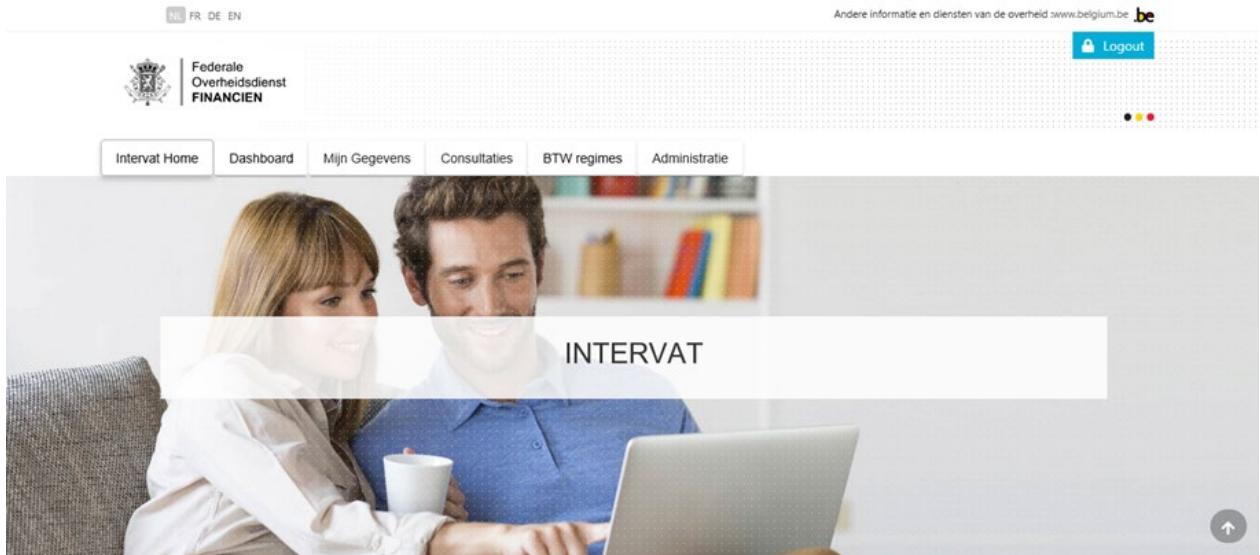 NL FR DE EN
Andere informatie en diensten van de overheid :www.belgium.be .be
Logout
Federale
Overheidsdienst
FINANCIEN
Intervat Home Dashboard Mijn Gegevens Consultaties BTW regimes Administratie
INTERVAT